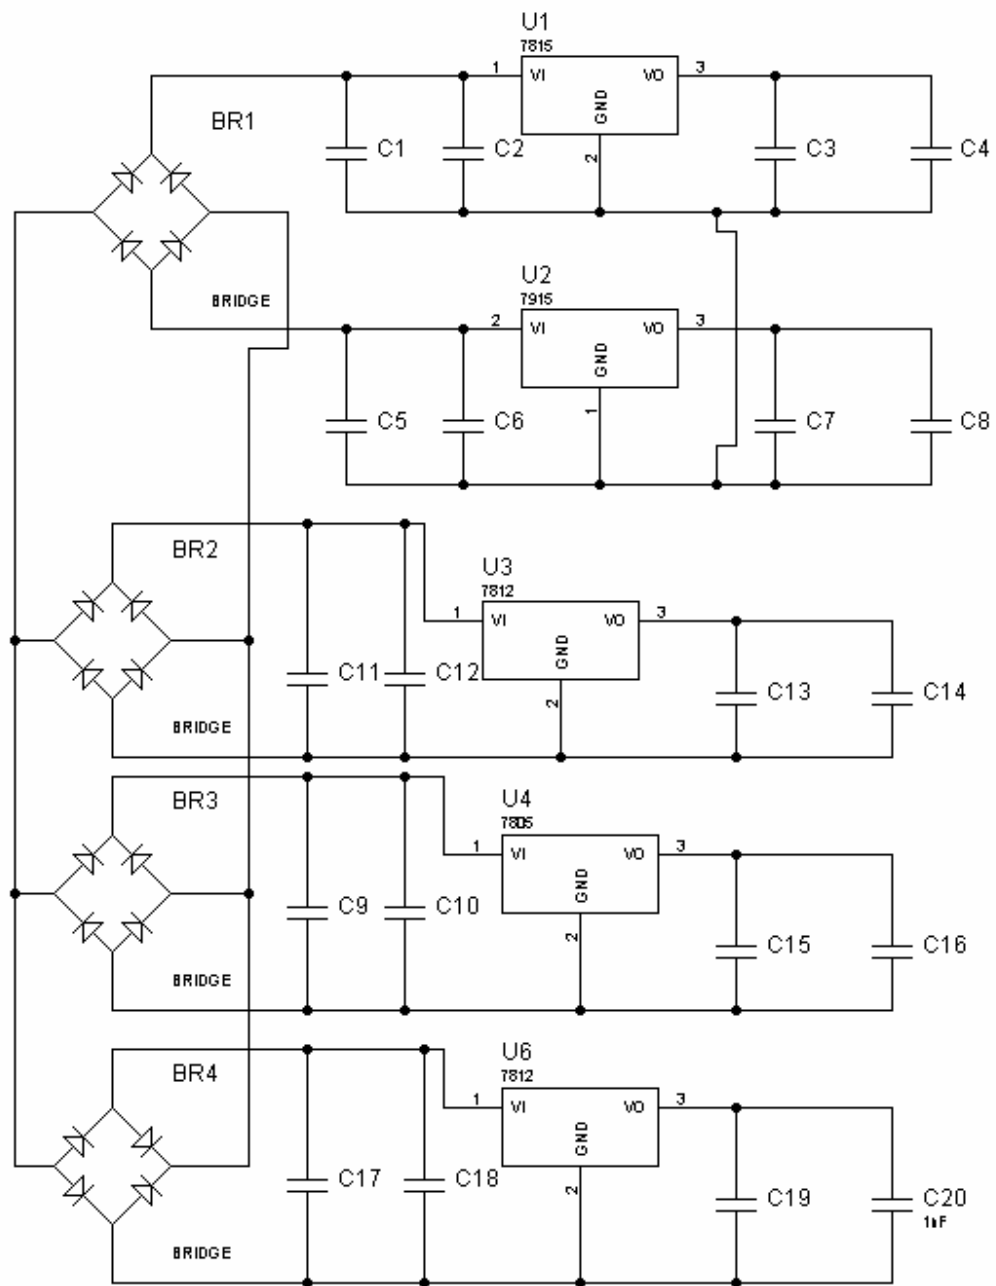 U1
7815
1 VI VO 3
GND
2
BR1
C1
C2
C3
C4
BRIDGE
U2
7915
2 VI VO 3
GND
1
C5
C6
C7
C8
BR2
U3
7812
1 VI VO 3
GND
2
C11
C12
C13
C14
BRIDGE
BR3
U4
7805
1 VI VO 3
GND
2
C9
C10
C15
C16
BRIDGE
BR4
U6
7812
1 VI VO 3
GND
2
C17
C18
C19
C20
BRIDGE